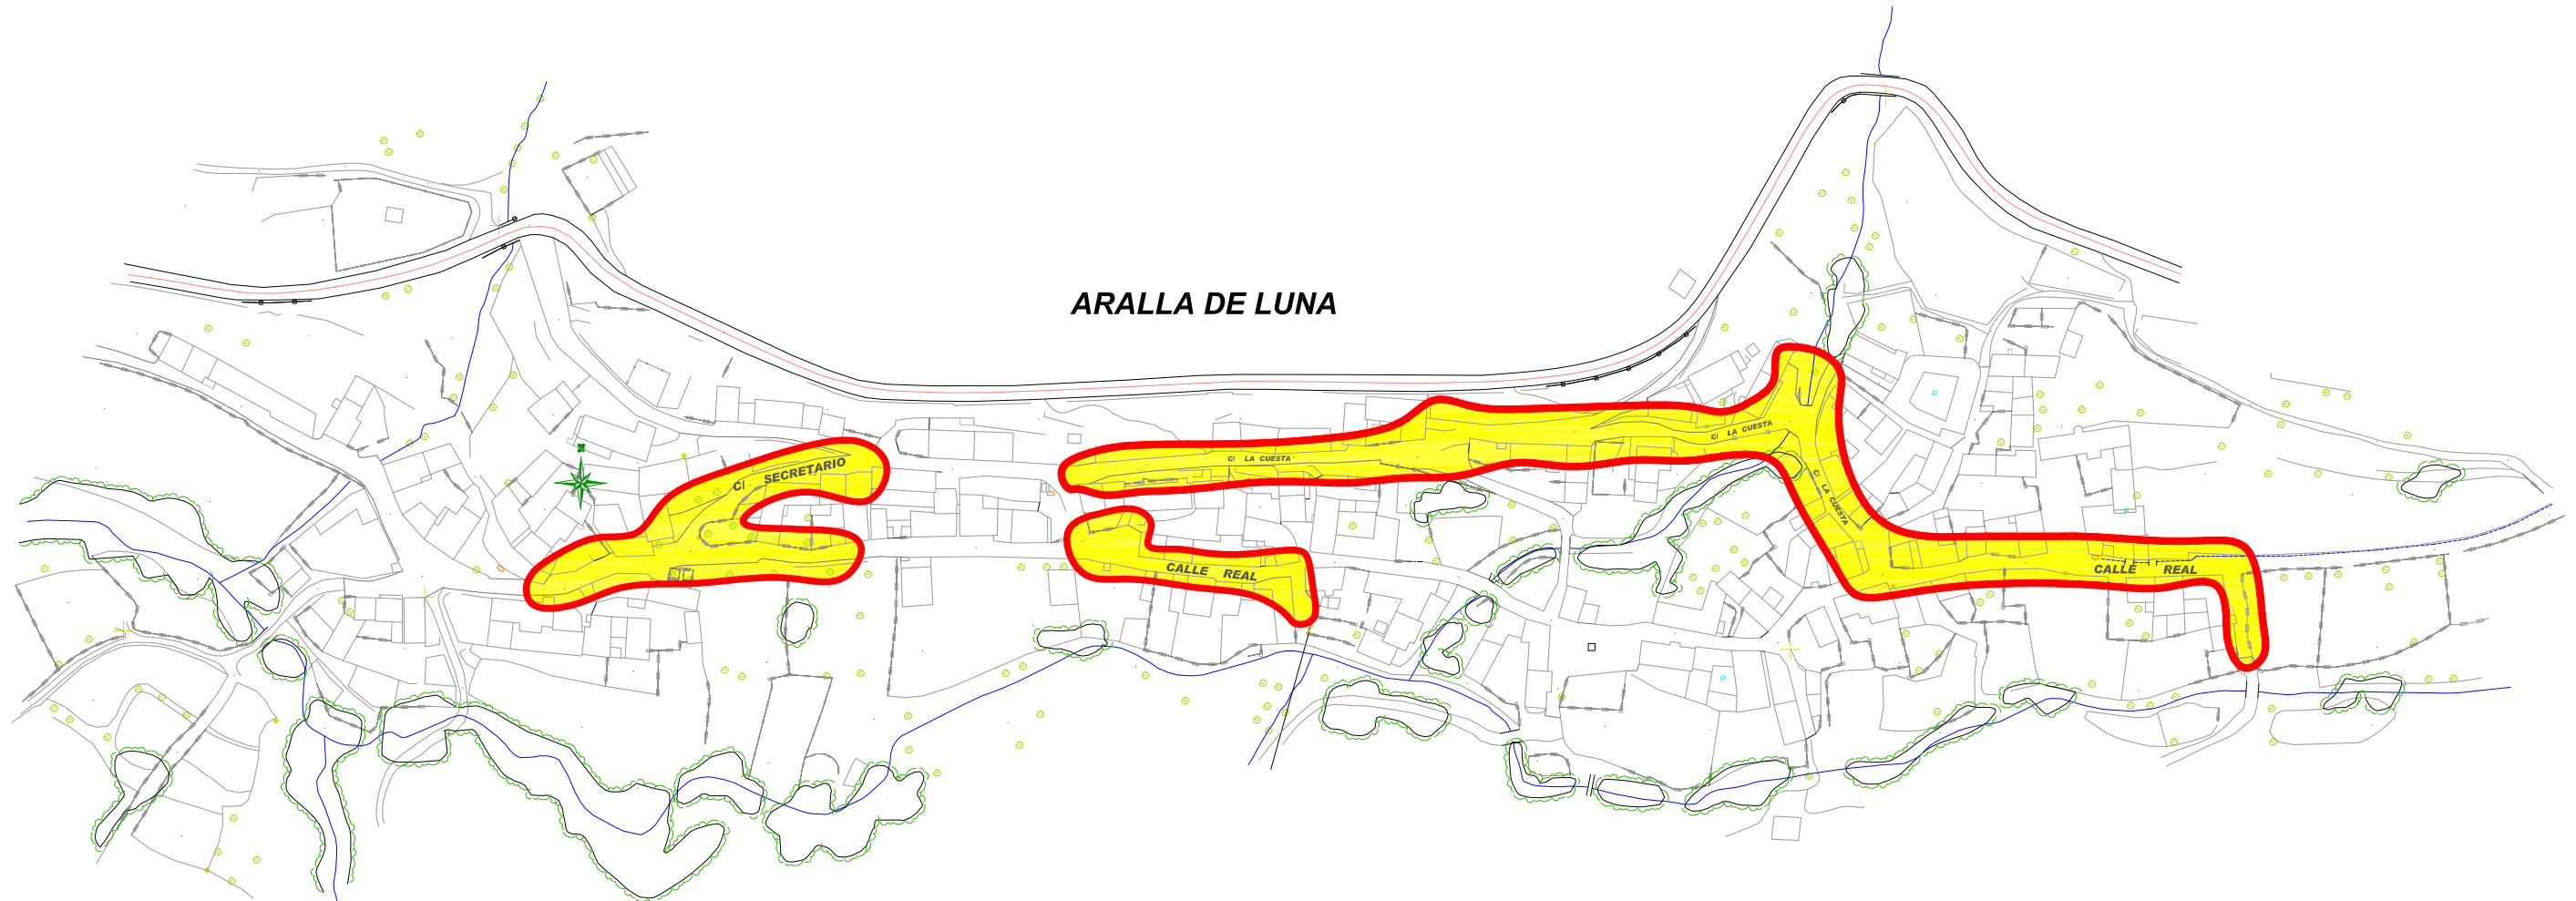 ARALLA DE LUNA
C/ SECRETARIO
C/ LA CUESTA
C/ LA CUESTA
C/ LA CUESTA
CALLE REAL
CALLE REAL
P
P
P